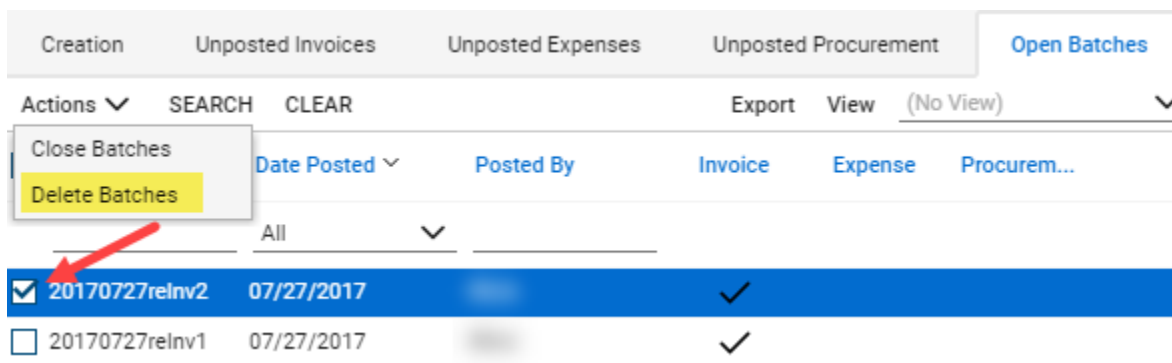 Creation Unposted Invoices Unposted Expenses Unposted Procurement Open Batches
Actions SEARCH CLEAR Export View (No View)
Close Batches
Delete Batches
Date Posted Posted By Invoice Expense Procurem...
All
20170727reInv2 07/27/2017
20170727reInv1 07/27/2017